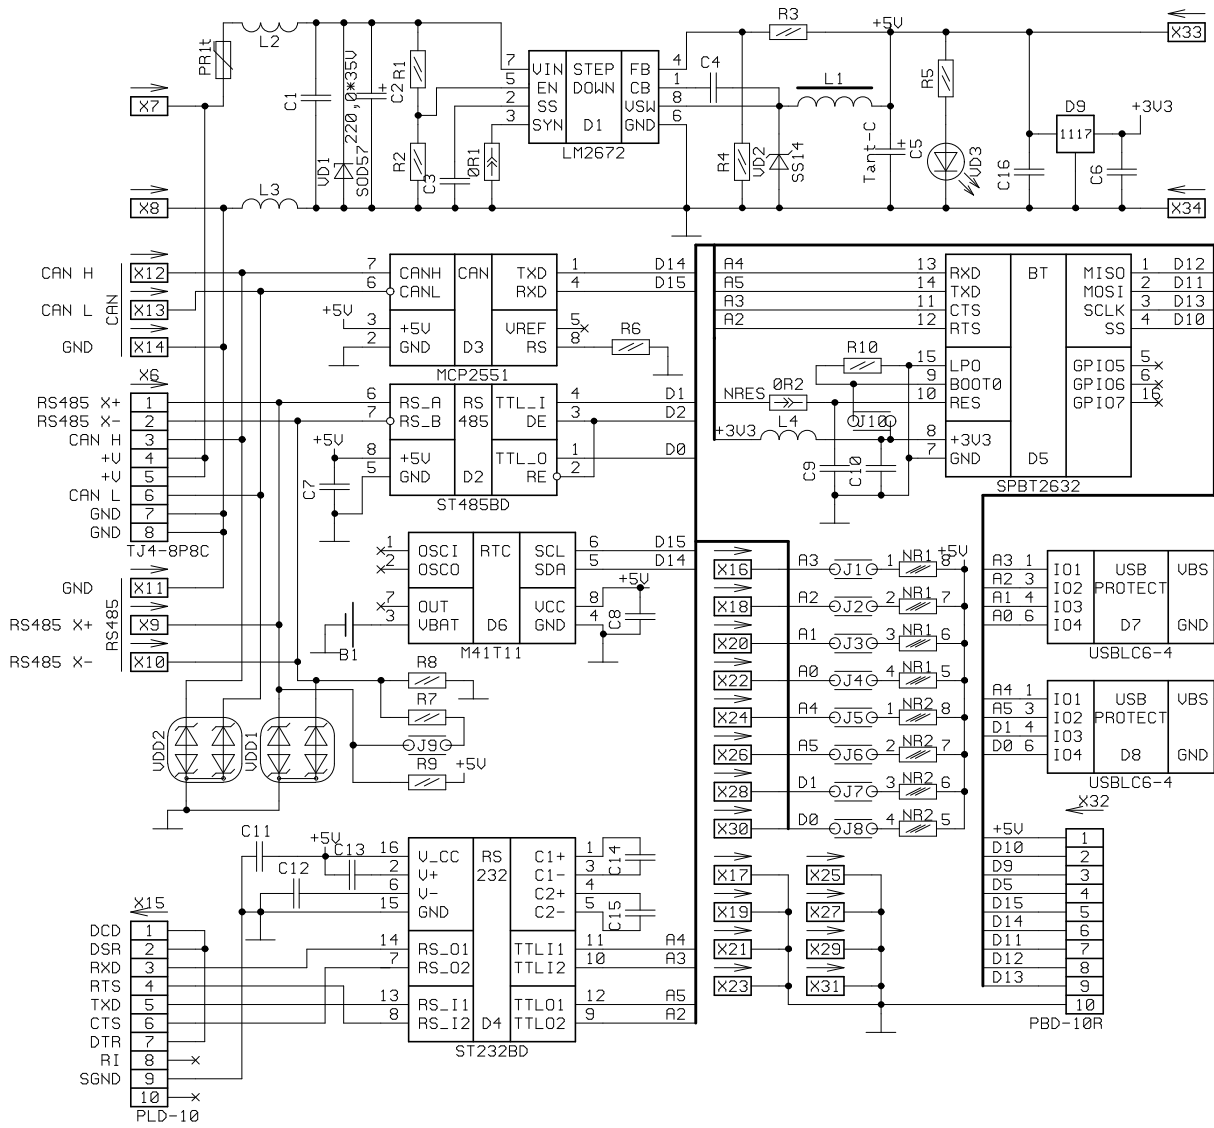 R3
+5V
X33
L2
PR1t
X7
C1
220,0*35V
+
C2
R1
7 VIN STEP FB 4
5 EN DOWN CB 1
2 SS VSW 8
3 SYN D1 GND 6
LM2672
C4
L1
R5
D9
1117
+3V3
VD1
SOD57
R2
C3
0R1
R4
VD2
SS14
Tant-C
+
C5
VD3
C16
C6
X8
L3
X34
CAN H X12
CAN L X13
CAN
GND X14
7 CANH CAN TXD 1 D14
6 CANL RXD 4 D15
+5V 3 +5V VREF 5
2 GND D3 RS 8 R6
MCP2551
A4 13 RXD BT MISO 1 D12
A5 14 TXD MOSI 2 D11
A3 11 CTS SCLK 3 D13
A2 12 RTS SS 4 D10
R10 15 LPO GPIO5 5
9 BOOT0 GPIO6 6
NRES 0R2 10 RES GPIO7 16
J10
+3V3 L4 8 +3V3
7 GND D5
SPBT2632
C9
C10
X6
RS485 X+ 1
RS485 X- 2
CAN H 3
+V 4
+V 5
CAN L 6
GND 7
GND 8
TJ4-8P8C
6 RS_A RS TTL_I 4 D1
7 RS_B 485 DE 3 D2
+5V 8 +5V TTL_O 1 D0
5 GND D2 RE 2
C7
ST485BD
1 OSCI RTC SCL 6 D15
2 OSCO SDA 5 D14
7 OUT VCC 8 +5V
3 VBAT D6 GND 4 C8
B1
M41T11
GND X11
RS485 X+ X9
RS485
RS485 X- X10
R8
R7
J9
R9 +5V
VDD2
VDD1
+5V
X16 A3 J1 1 NR1 8
X18 A2 J2 2 NR1 7
X20 A1 J3 3 NR1 6
X22 A0 J4 4 NR1 5
X24 A4 J5 1 NR2 8
X26 A5 J6 2 NR2 7
X28 D1 J7 3 NR2 6
X30 D0 J8 4 NR2 5
A3 1 IO1 USB VBS
A2 3 IO2 PROTECT
A1 4 IO3
A0 6 IO4 D7 GND
USBLC6-4
A4 1 IO1 USB VBS
A5 3 IO2 PROTECT
D1 4 IO3
D0 6 IO4 D8 GND
USBLC6-4
X32
+5V 1
D10 2
D9 3
D5 4
D15 5
D14 6
D11 7
D12 8
D13 9
10
PBD-10R
X17 X25
X19 X27
X21 X29
X23 X31
C11
+5V
C13
C12
16 V_CC RS C1+ 1
2 V+ 232 C1- 3
6 V- C2+ 4
15 GND C2- 5
C14
C15
14 RS_O1 TTLI1 11 A4
7 RS_O2 TTLI2 10 A3
13 RS_I1 TTLO1 12 A5
8 RS_I2 D4 TTLO2 9 A2
ST232BD
X15
DCD 1
DSR 2
RXD 3
RTS 4
TXD 5
CTS 6
DTR 7
RI 8
SGND 9
10
PLD-10